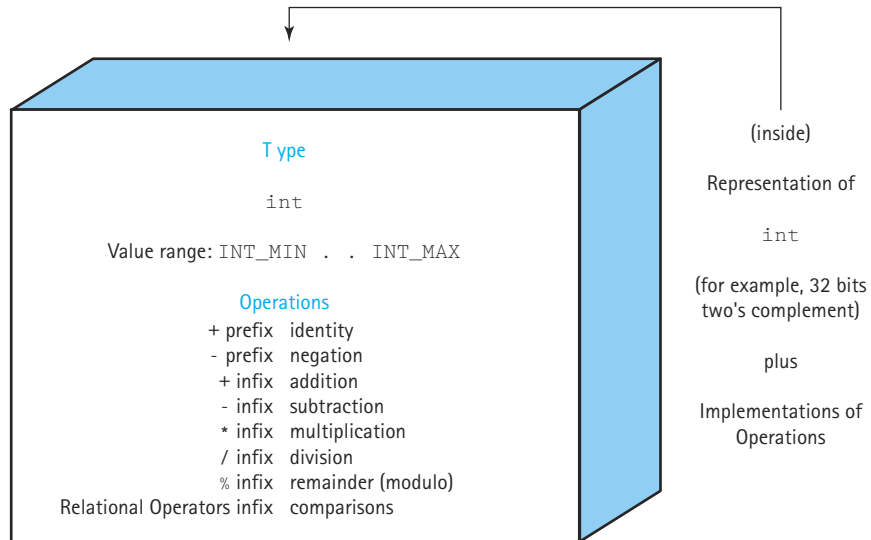 T ype
int
Value range: INT_MIN . . INT_MAX
Operations
+ prefix identity
- prefix negation
+ infix addition
- infix subtraction
* infix multiplication
/ infix division
% infix remainder (modulo)
Relational Operators infix comparisons
(inside)
Representation of
int
(for example, 32 bits
two's complement)
plus
Implementations of
Operations